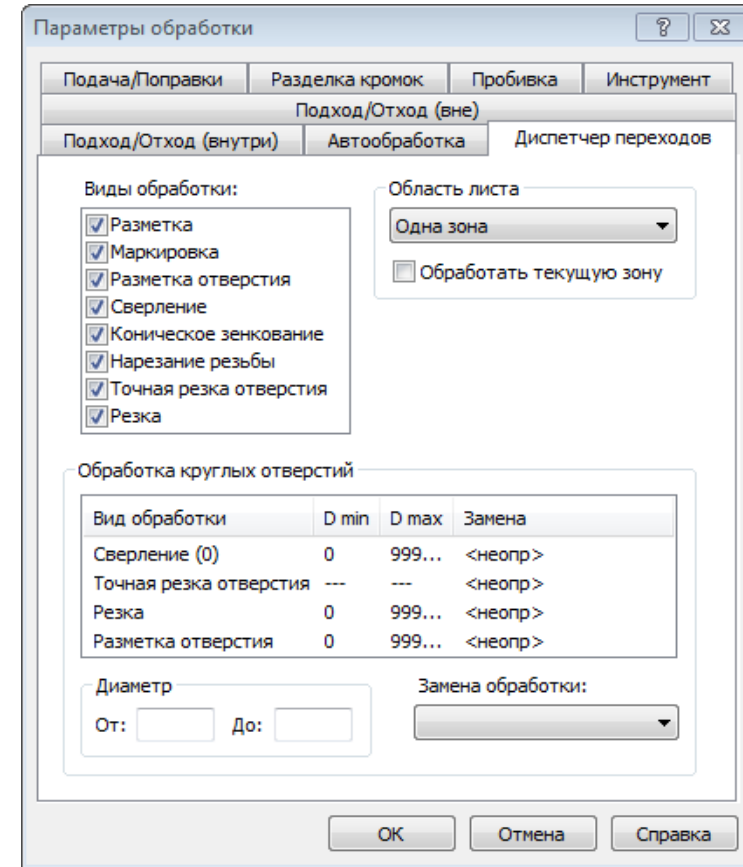 Параметры обработки
Подача/Поправки Разделка кромок Пробивка Инструмент
Подход/Отход (вне)
Подход/Отход (внутри) Автообработка Диспетчер переходов
Виды обработки:
Разметка
Маркировка
Разметка отверстия
Сверление
Коническое зенкование
Нарезание резьбы
Точная резка отверстия
Резка
Область листа
Одна зона
Обработать текущую зону
Обработка круглых отверстий
Вид обработки D min D max Замена
Сверление (0) 0 999... <неопр>
Точная резка отверстия --- --- <неопр>
Резка 0 999... <неопр>
Разметка отверстия 0 999... <неопр>
Диаметр
От: До:
Замена обработки:
ОК Отмена Справка